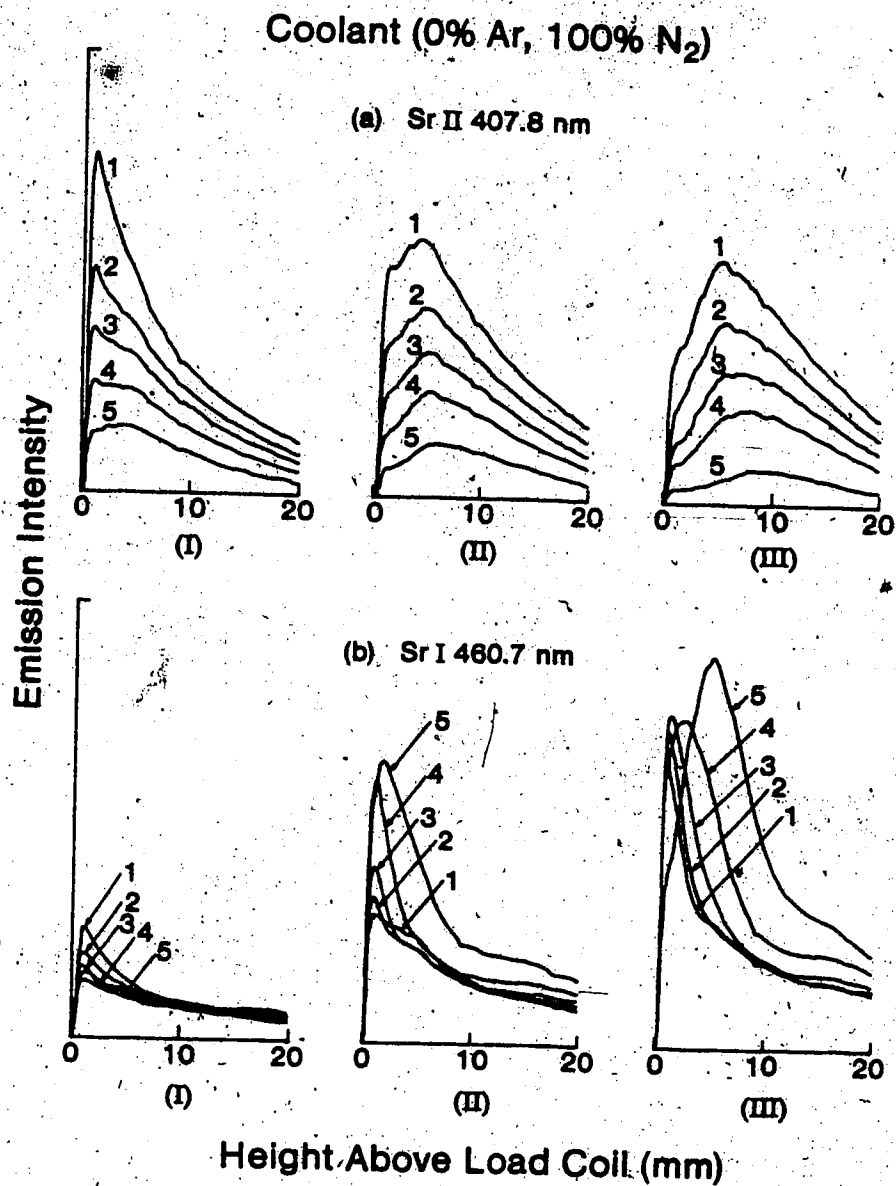 Coolant (0% Ar, 100% N2)
(a) Sr II 407.8 nm
Emission Intensity
1
2
3
4
5
0 10 20
(I)
1
2
3
4
5
0 10 20
(II)
1
2
3
4
5
0 10 20
(III)
(b) Sr I 460.7 nm
1
2
3
4
5
0 10 20
(I)
5
4
3
2
1
0 10 20
(II)
5
4
3
2
1
0 10 20
(III)
Height Above Load Coil (mm)